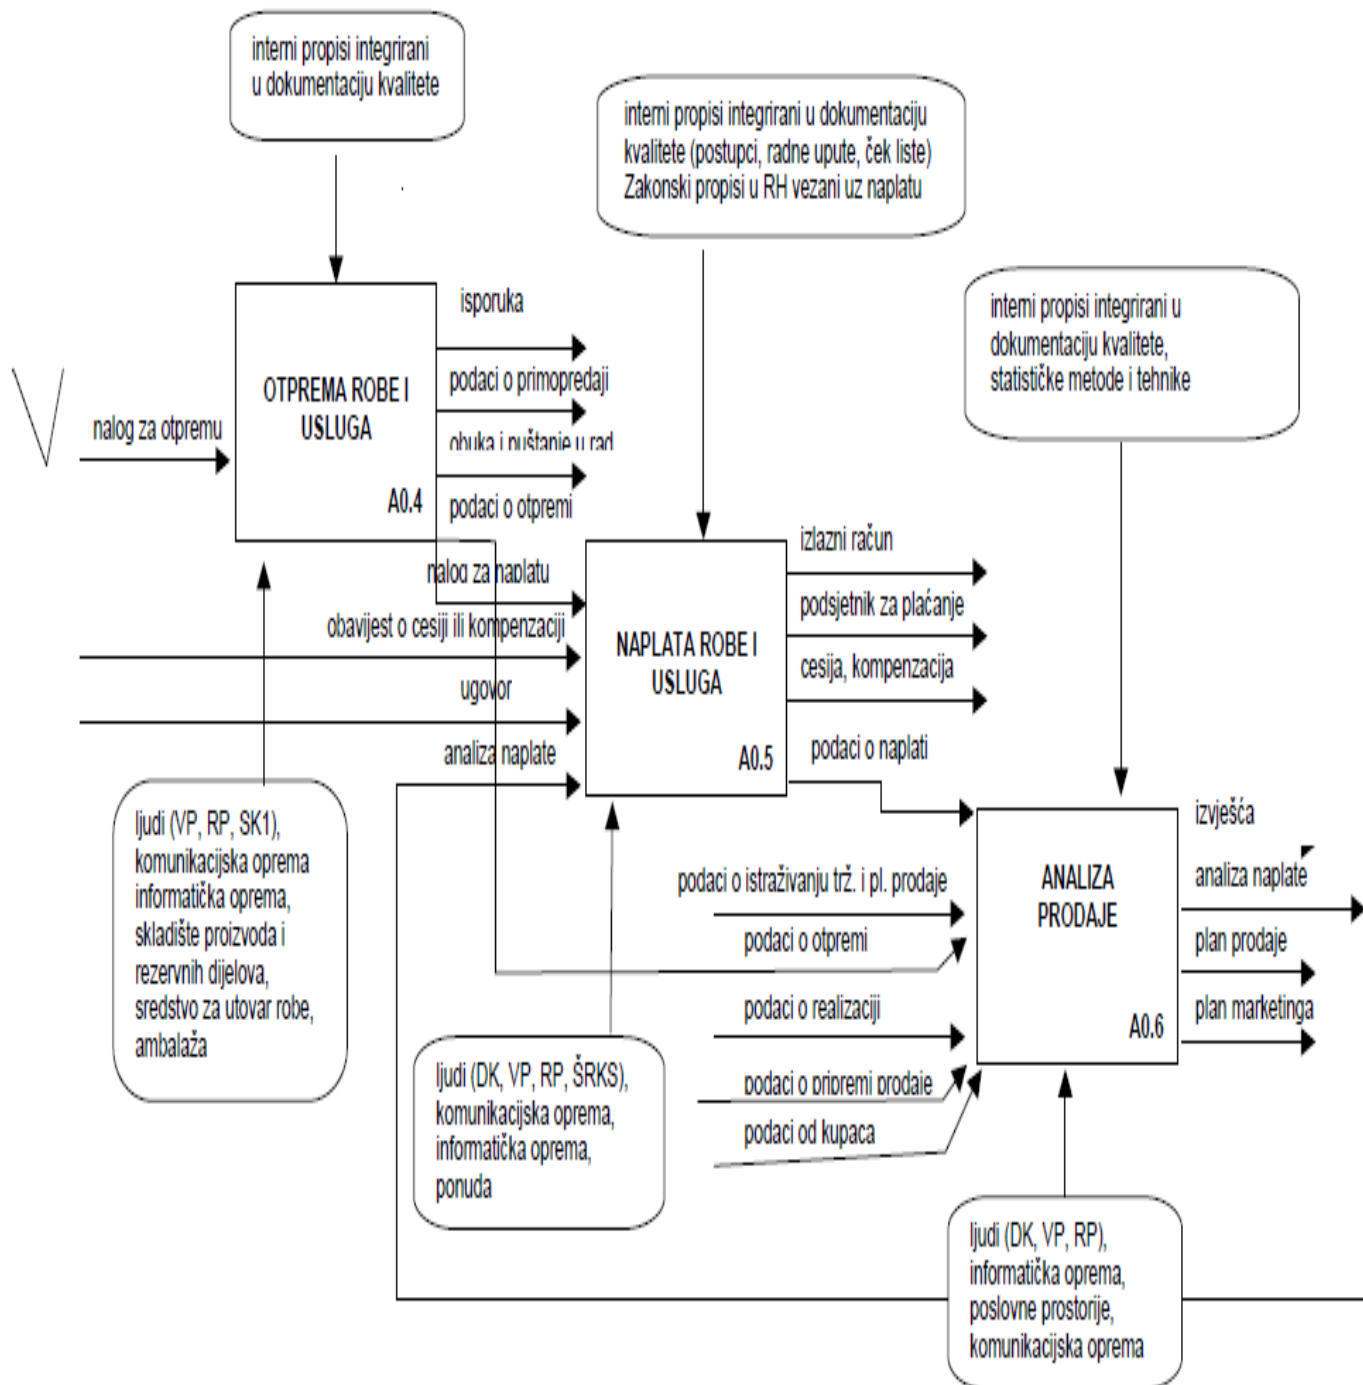 interni propisi integrirani
u dokumentaciju kvalitete
interni propisi integrirani u dokumentaciju
kvalitete (postupci, radne upute, ček liste)
Zakonski propisi u RH vezani uz naplatu
interni propisi integrirani u
dokumentaciju kvalitete,
statističke metode i tehnike
nalog za otpremu
OTPREMA ROBE I
USLUGA
A0.4
isporuka
podaci o primopredaji
obuka i puštanje u rad
podaci o otpremi
nalog za naplatu
obavijest o cesiji ili kompenzaciji
ugovor
analiza naplate
NAPLATA ROBE I
USLUGA
A0.5
izlazni račun
podsjetnik za plaćanje
cesija, kompenzacija
podaci o naplati
ljudi (VP, RP, SK1),
komunikacijska oprema
informatička oprema,
skladište proizvoda i
rezervnih dijelova,
sredstvo za utovar robe,
ambalaža
podaci o istraživanju trž. i pl. prodaje
podaci o otpremi
podaci o realizaciji
podaci o pripremi prodaje
podaci od kupaca
ANALIZA
PRODAJE
A0.6
izvješća
analiza naplate
plan prodaje
plan marketinga
ljudi (DK, VP, RP, ŠRKS),
komunikacijska oprema,
informatička oprema,
ponuda
ljudi (DK, VP, RP),
informatička oprema,
poslovne prostorije,
komunikacijska oprema